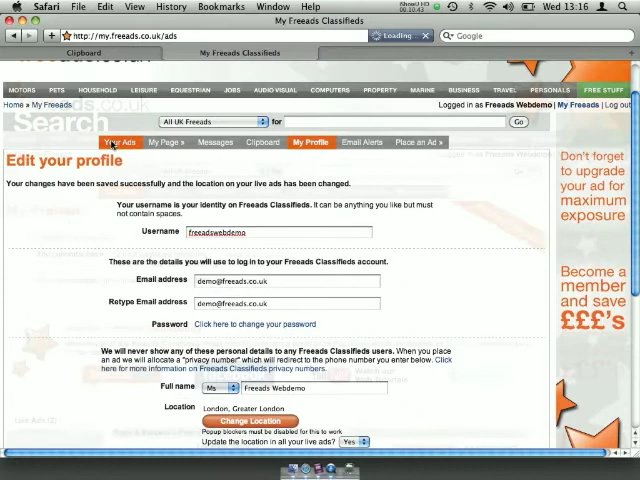 Safari File Edit View History Bookmarks Window Help
iShowU HD
00:10:43
Wed 13:16
My Freeads Classifieds
http://my.freeads.co.uk/ads
Loading...
Google
Clipboard
My Freeads Classifieds
MOTORS PETS HOUSEHOLD LEISURE EQUESTRIAN JOBS AUDIO VISUAL COMPUTERS PROPERTY MARINE BUSINESS TRAVEL PERSONALS FREE STUFF
Home » My Freeads
Logged in as Freeads Webdemo | My Freeads | Log out
Search
All UK Freeads
for
Go
Your Ads
My Page »
Messages
Clipboard
My Profile
Email Alerts
Place an Ad »
Edit your profile
Your changes have been saved successfully and the location on your live ads has been changed.
Your username is your identity on Freeads Classifieds. It can be anything you like but must
not contain spaces.
Username
freeadswebdemo
These are the details you will use to log in to your Freeads Classifieds account.
Email address
demo@freeads.co.uk
Retype Email address
demo@freeads.co.uk
Password
Click here to change your password
We will never show any of these personal details to any Freeads Classifieds users. When you place
an ad we will allocate a "privacy number" which will redirect to the phone number you enter below. Click
here for more information on Freeads Classifieds privacy numbers.
Full name
Ms
Freeads Webdemo
Location
London, Greater London
Change Location
Popup blockers must be disabled for this to work
Update the location in all your live ads?
Yes
Don't forget
to upgrade
your ad for
maximum
exposure
Become a
member
and save
£££'s